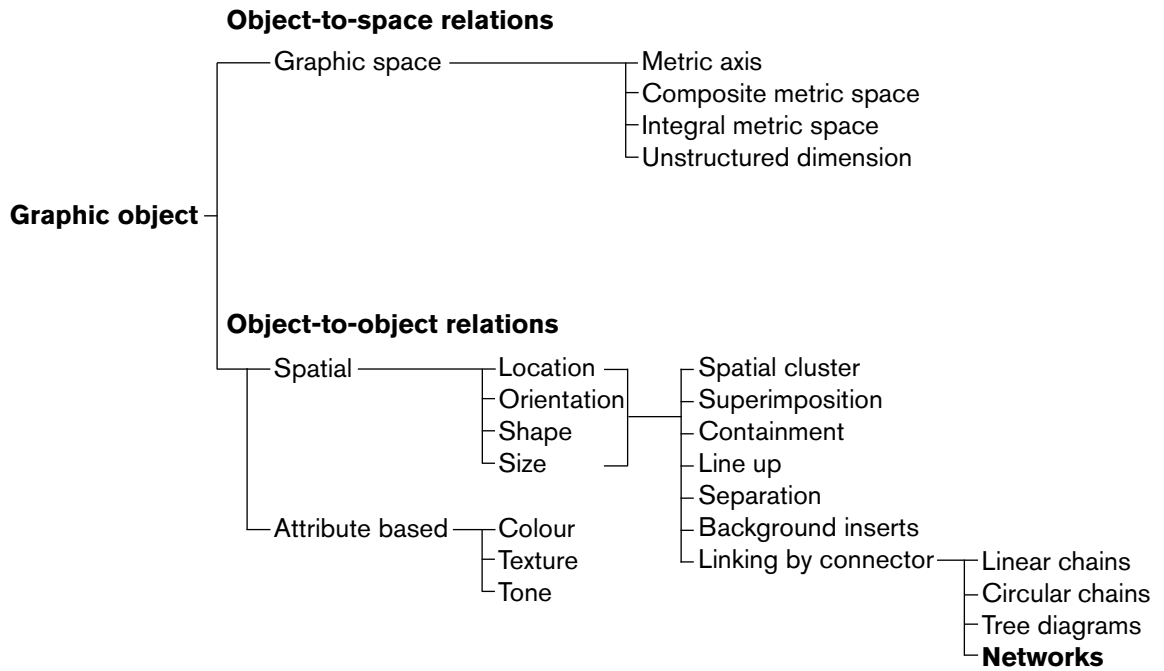 Object-to-space relations
Graphic space
Metric axis
Composite metric space
Integral metric space
Unstructured dimension
Graphic object
Object-to-object relations
Spatial
Location
Orientation
Shape
Size
Spatial cluster
Superimposition
Containment
Line up
Separation
Background inserts
Linking by connector
Attribute based
Colour
Texture
Tone
Linear chains
Circular chains
Tree diagrams
Networks